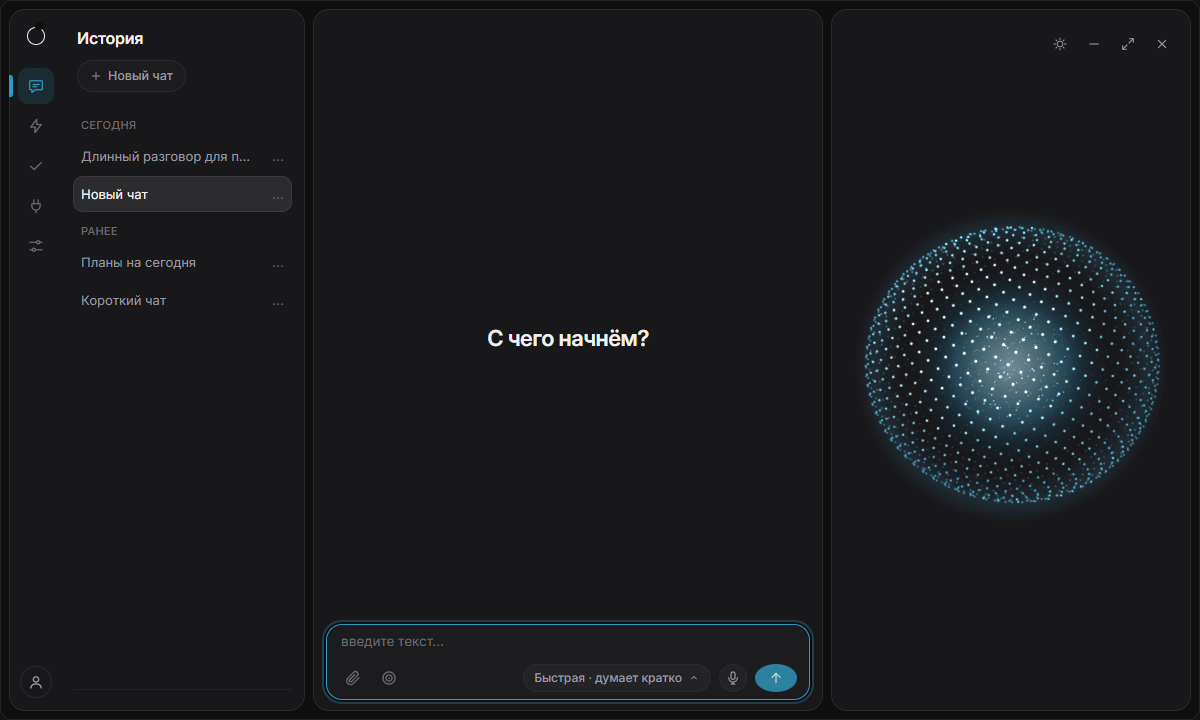 История
+ Новый чат
СЕГОДНЯ
Длинный разговор для п... ...
Новый чат ...
РАНЕЕ
Планы на сегодня ...
Короткий чат ...
С чего начнём?
введите текст...
Быстрая · думает кратко